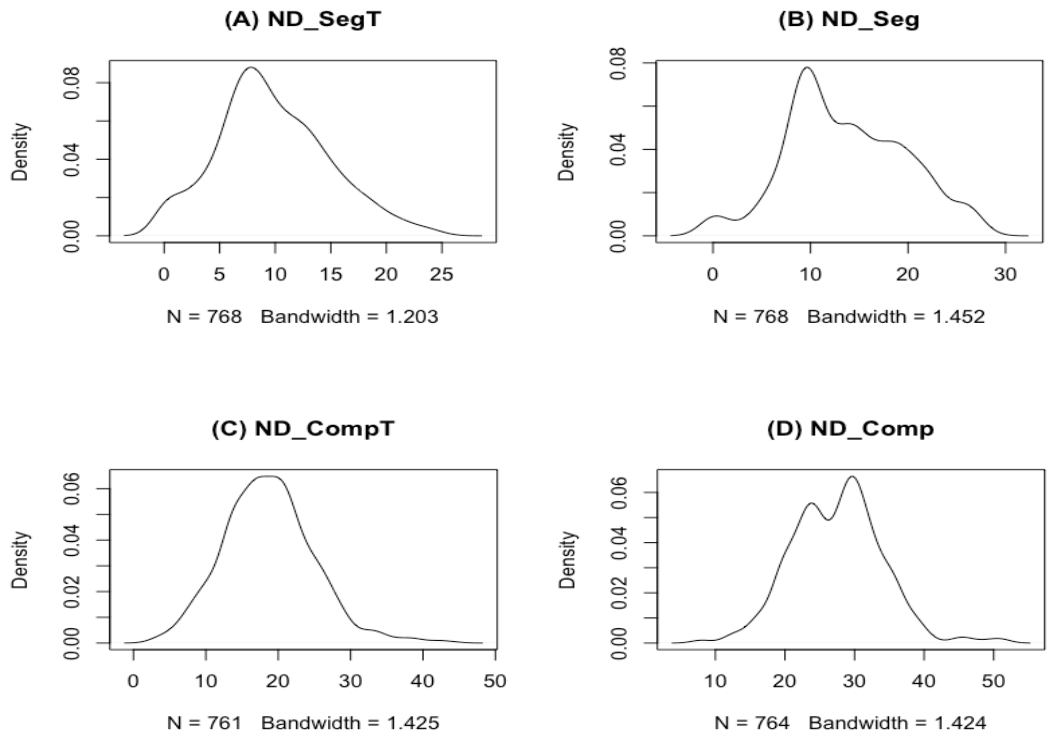 (A) ND_SegT
Density
0.00 0.04 0.08
0 5 10 15 20 25
N = 768 Bandwidth = 1.203
(B) ND_Seg
Density
0.00 0.04 0.08
0 10 20 30
N = 768 Bandwidth = 1.452
(C) ND_CompT
Density
0.00 0.02 0.04 0.06
0 10 20 30 40 50
N = 761 Bandwidth = 1.425
(D) ND_Comp
Density
0.00 0.02 0.04 0.06
10 20 30 40 50
N = 764 Bandwidth = 1.424